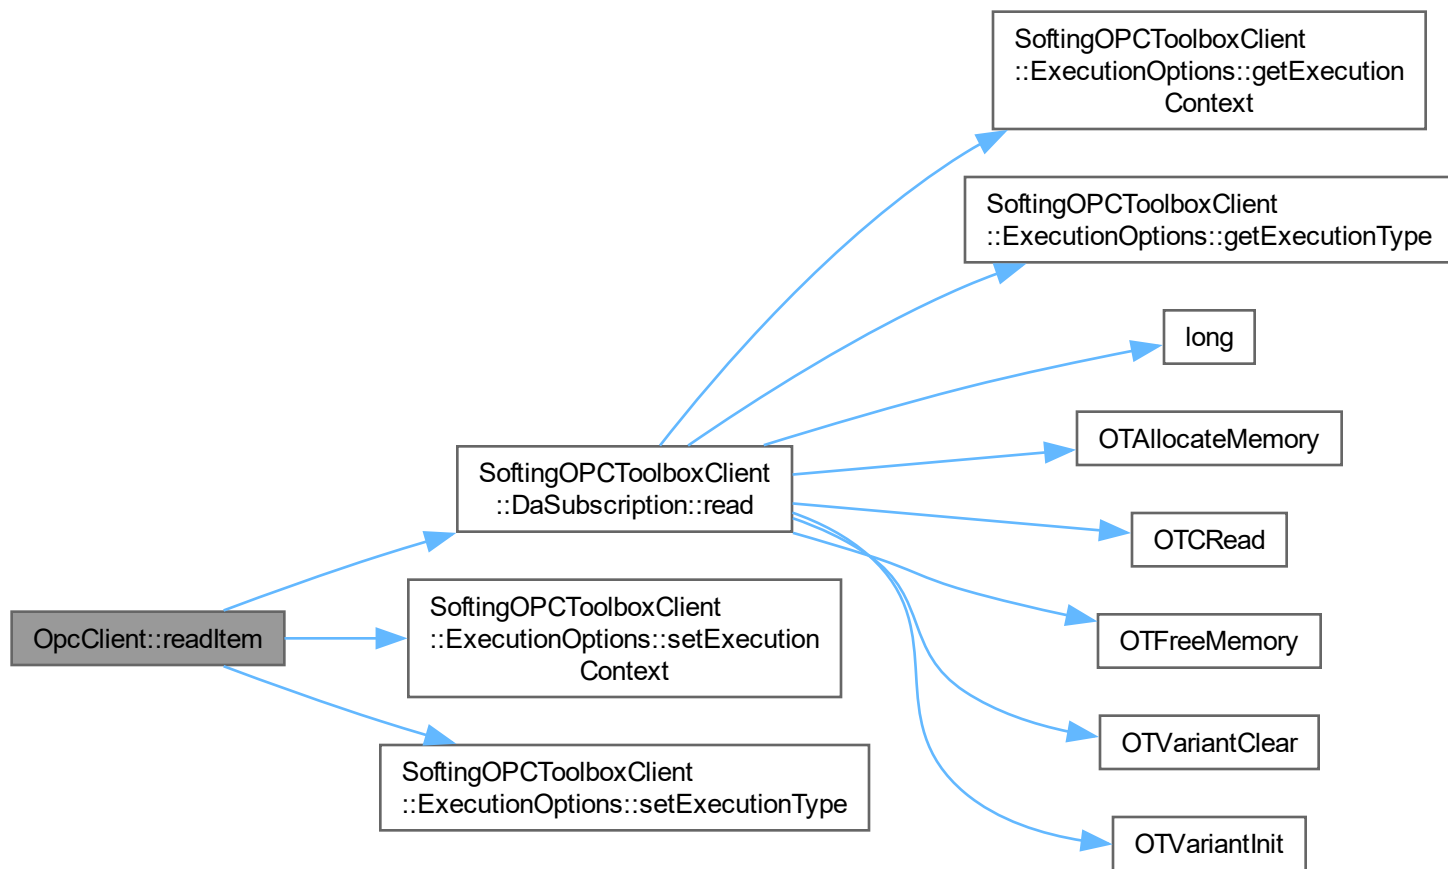 OpcClient::readItem
SoftingOPCToolboxClient
::DaSubscription::read
SoftingOPCToolboxClient
::ExecutionOptions::getExecution
Context
SoftingOPCToolboxClient
::ExecutionOptions::getExecutionType
long
OTAllocateMemory
OTCRead
OTFreeMemory
OTVariantClear
OTVariantInit
SoftingOPCToolboxClient
::ExecutionOptions::setExecution
Context
SoftingOPCToolboxClient
::ExecutionOptions::setExecutionType